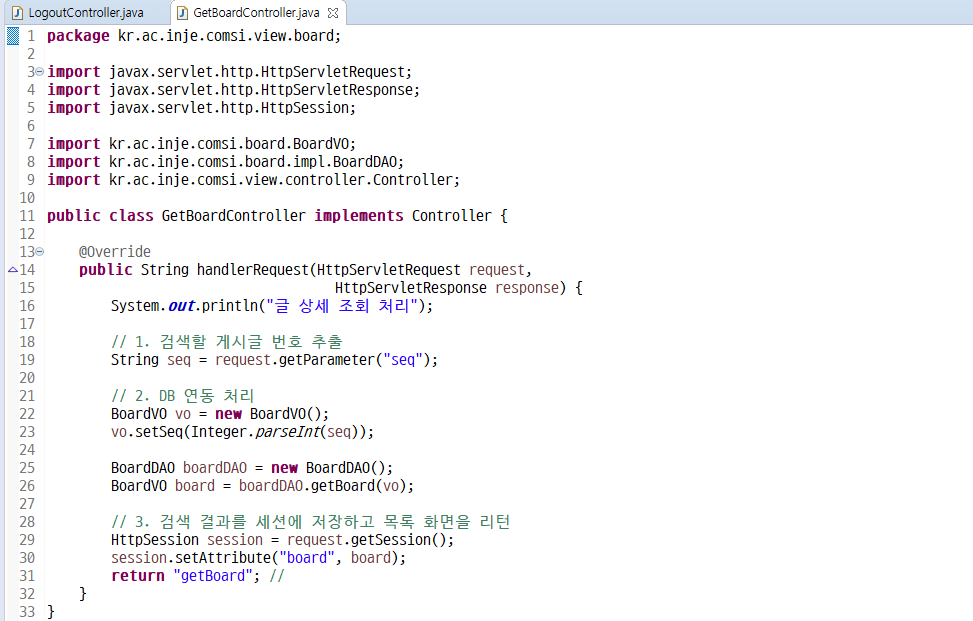 LogoutController.java GetBoardController.java
1 package kr.ac.inje.comsi.view.board;
2
3 import javax.servlet.http.HttpServletRequest;
4 import javax.servlet.http.HttpServletResponse;
5 import javax.servlet.http.HttpSession;
6
7 import kr.ac.inje.comsi.board.BoardVO;
8 import kr.ac.inje.comsi.board.impl.BoardDAO;
9 import kr.ac.inje.comsi.view.controller.Controller;
10
11 public class GetBoardController implements Controller {
12
13 @Override
14 public String handlerRequest(HttpServletRequest request,
15 HttpServletResponse response) {
16 System.out.println("글 상세 조회 처리");
17
18 // 1. 검색할 게시글 번호 추출
19 String seq = request.getParameter("seq");
20
21 // 2. DB 연동 처리
22 BoardVO vo = new BoardVO();
23 vo.setSeq(Integer.parseInt(seq));
24
25 BoardDAO boardDAO = new BoardDAO();
26 BoardVO board = boardDAO.getBoard(vo);
27
28 // 3. 검색 결과를 세션에 저장하고 목록 화면을 리턴
29 HttpSession session = request.getSession();
30 session.setAttribute("board", board);
31 return "getBoard"; //
32 }
33 }